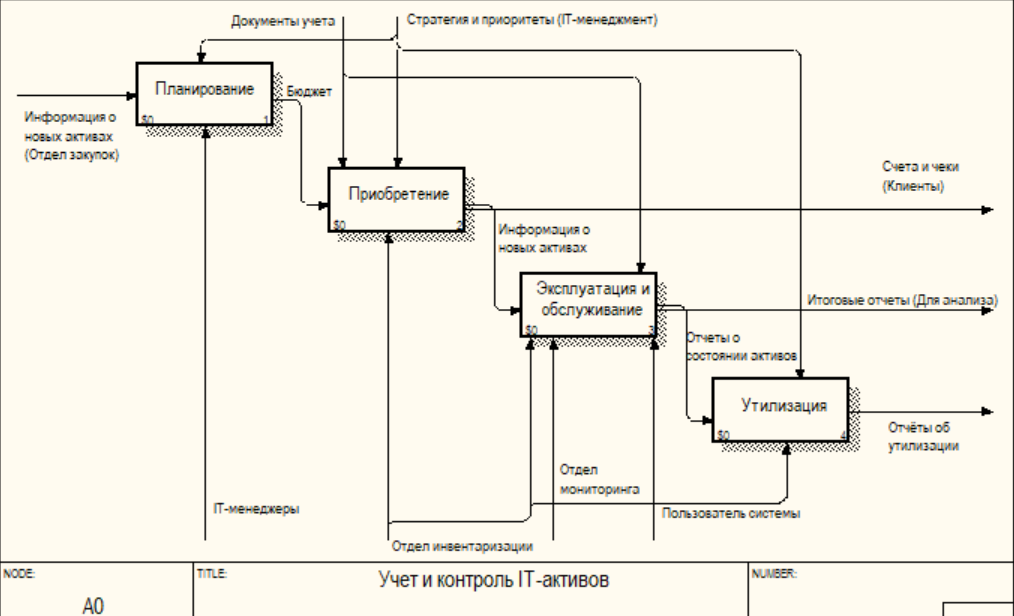 Документы учета
Стратегия и приоритеты (IT-менеджмент)
Планирование
$0
1
Бюджет
Информация о
новых активах
(Отдел закупок)
Приобретение
$0
2
Счета и чеки
(Клиенты)
Информация о
новых активах
Эксплуатация и
обслуживание
$0
3
Итоговые отчеты (Для анализа)
Отчеты о
состоянии активов
Утилизация
$0
4
Отчёты об
утилизации
Отдел
мониторинга
IT-менеджеры
Пользователь системы
Отдел инвентаризации
NODE:
TITLE:
NUMBER:
Учет и контроль IT-активов
A0